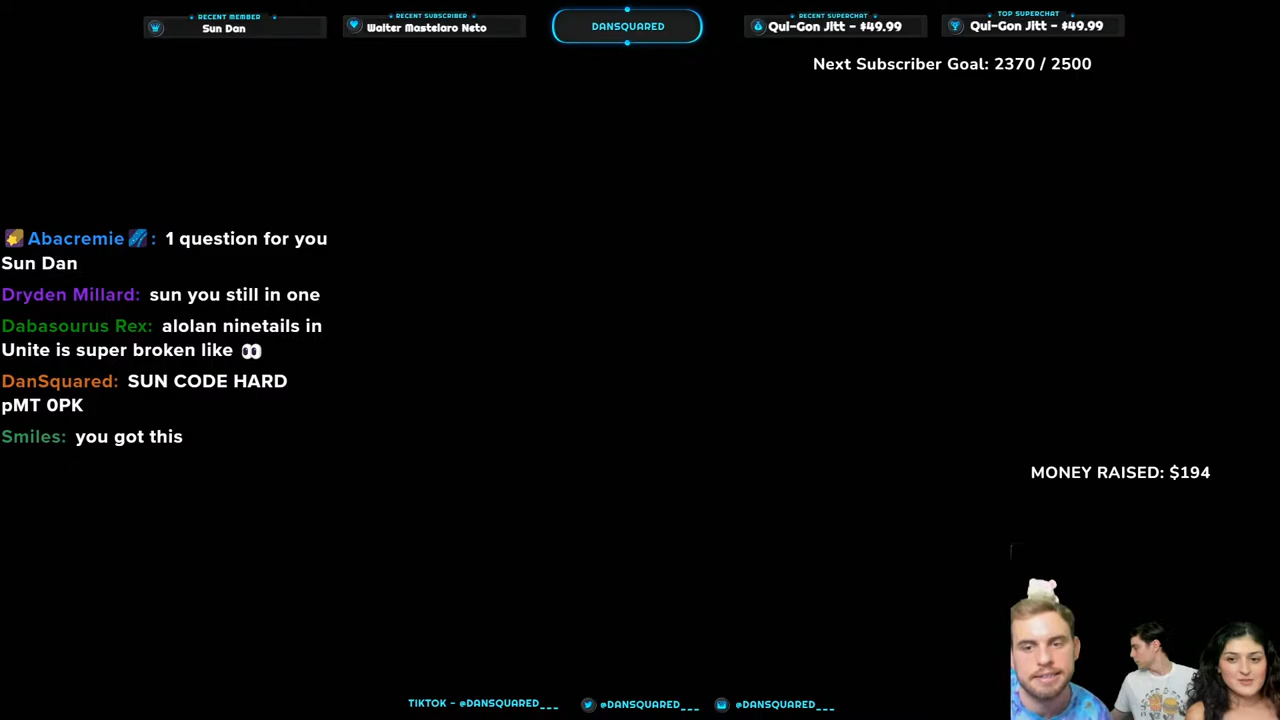 RECENT MEMBER
Sun Dan
RECENT SUBSCRIBER
Walter Mastelaro Neto
DANSQUARED
RECENT SUPERCHAT
Qui-Gon Jitt - $49.99
TOP SUPERCHAT
Qui-Gon Jitt - $49.99
Next Subscriber Goal: 2370 / 2500
Abacremie: 1 question for you
Sun Dan
Dryden Millard: sun you still in one
Dabasourus Rex: alolan ninetails in
Unite is super broken like
DanSquared: SUN CODE HARD
pMT 0PK
Smiles: you got this
MONEY RAISED: $194
TIKTOK - @DANSQUARED___
@DANSQUARED___
@DANSQUARED___